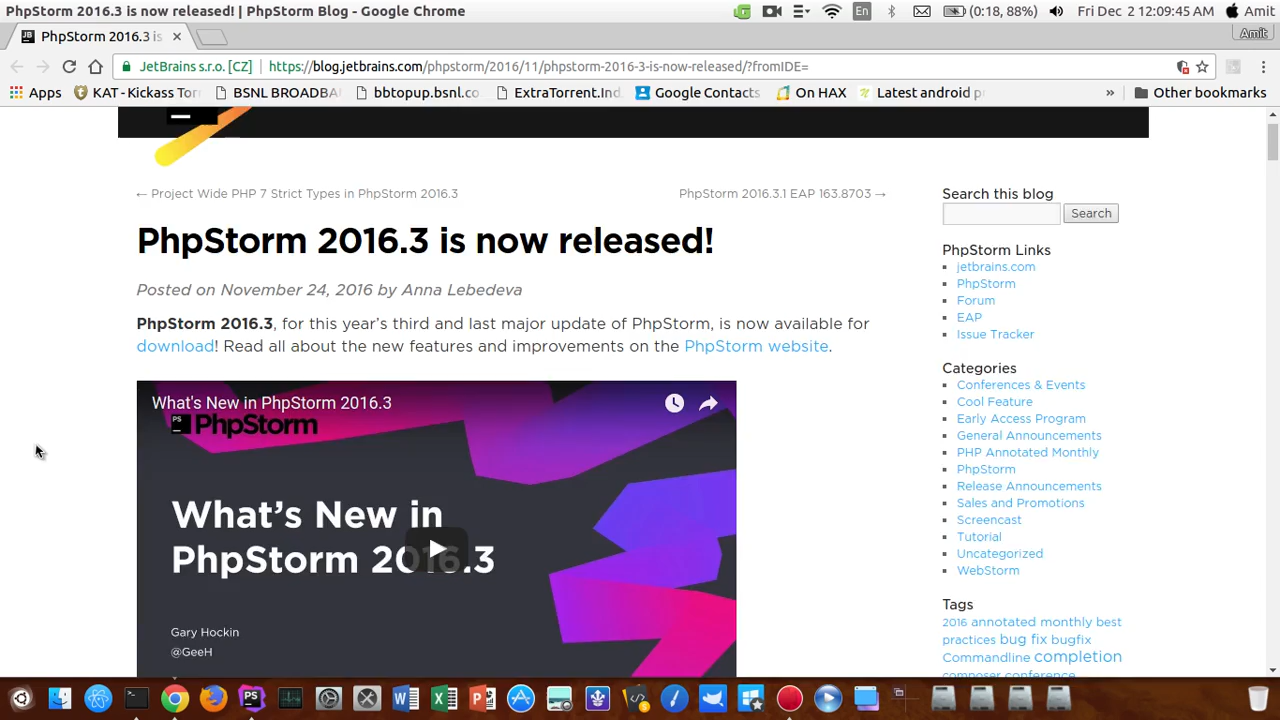 PhpStorm 2016.3 is now released! | PhpStorm Blog - Google Chrome
En
(0:18, 88%)
Fri Dec 2 12:09:45 AM
Amit
JB
PhpStorm 2016.3 is
Amit
JetBrains s.r.o. [CZ]
https://blog.jetbrains.com/phpstorm/2016/11/phpstorm-2016-3-is-now-released/?fromIDE=
Apps
KAT - Kickass Torr
BSNL BROADBA
bbtopup.bsnl.co
ExtraTorrent.Ind
Google Contacts
On HAX
Latest android p
»
Other bookmarks
← Project Wide PHP 7 Strict Types in PhpStorm 2016.3
PhpStorm 2016.3.1 EAP 163.8703 →
PhpStorm 2016.3 is now released!
Posted on November 24, 2016 by Anna Lebedeva
PhpStorm 2016.3, for this year's third and last major update of PhpStorm, is now available for
download! Read all about the new features and improvements on the PhpStorm website.
What's New in PhpStorm 2016.3
PS PhpStorm
What's New in
PhpStorm 2016.3
Gary Hockin
@GeeH
Search this blog
Search
PhpStorm Links
jetbrains.com
PhpStorm
Forum
EAP
Issue Tracker
Categories
Conferences & Events
Cool Feature
Early Access Program
General Announcements
PHP Annotated Monthly
PhpStorm
Release Announcements
Sales and Promotions
Screencast
Tutorial
Uncategorized
WebStorm
Tags
2016 annotated monthly best
practices bug fix bugfix
Commandline completion
composer conference
PS